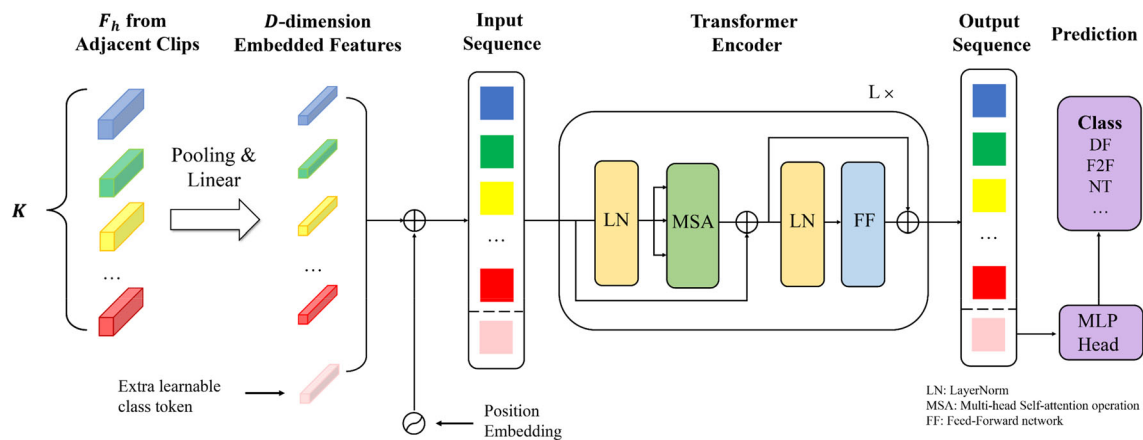 F_h from
Adjacent Clips
D-dimension
Embedded Features
Input
Sequence
Transformer
Encoder
Output
Sequence
Prediction
L ×
K
Pooling &
Linear
...
...
...
...
LN
MSA
LN
FF
Class
DF
F2F
NT
...
MLP
Head
Extra learnable
class token
Position
Embedding
LN: LayerNorm
MSA: Multi-head Self-attention operation
FF: Feed-Forward network